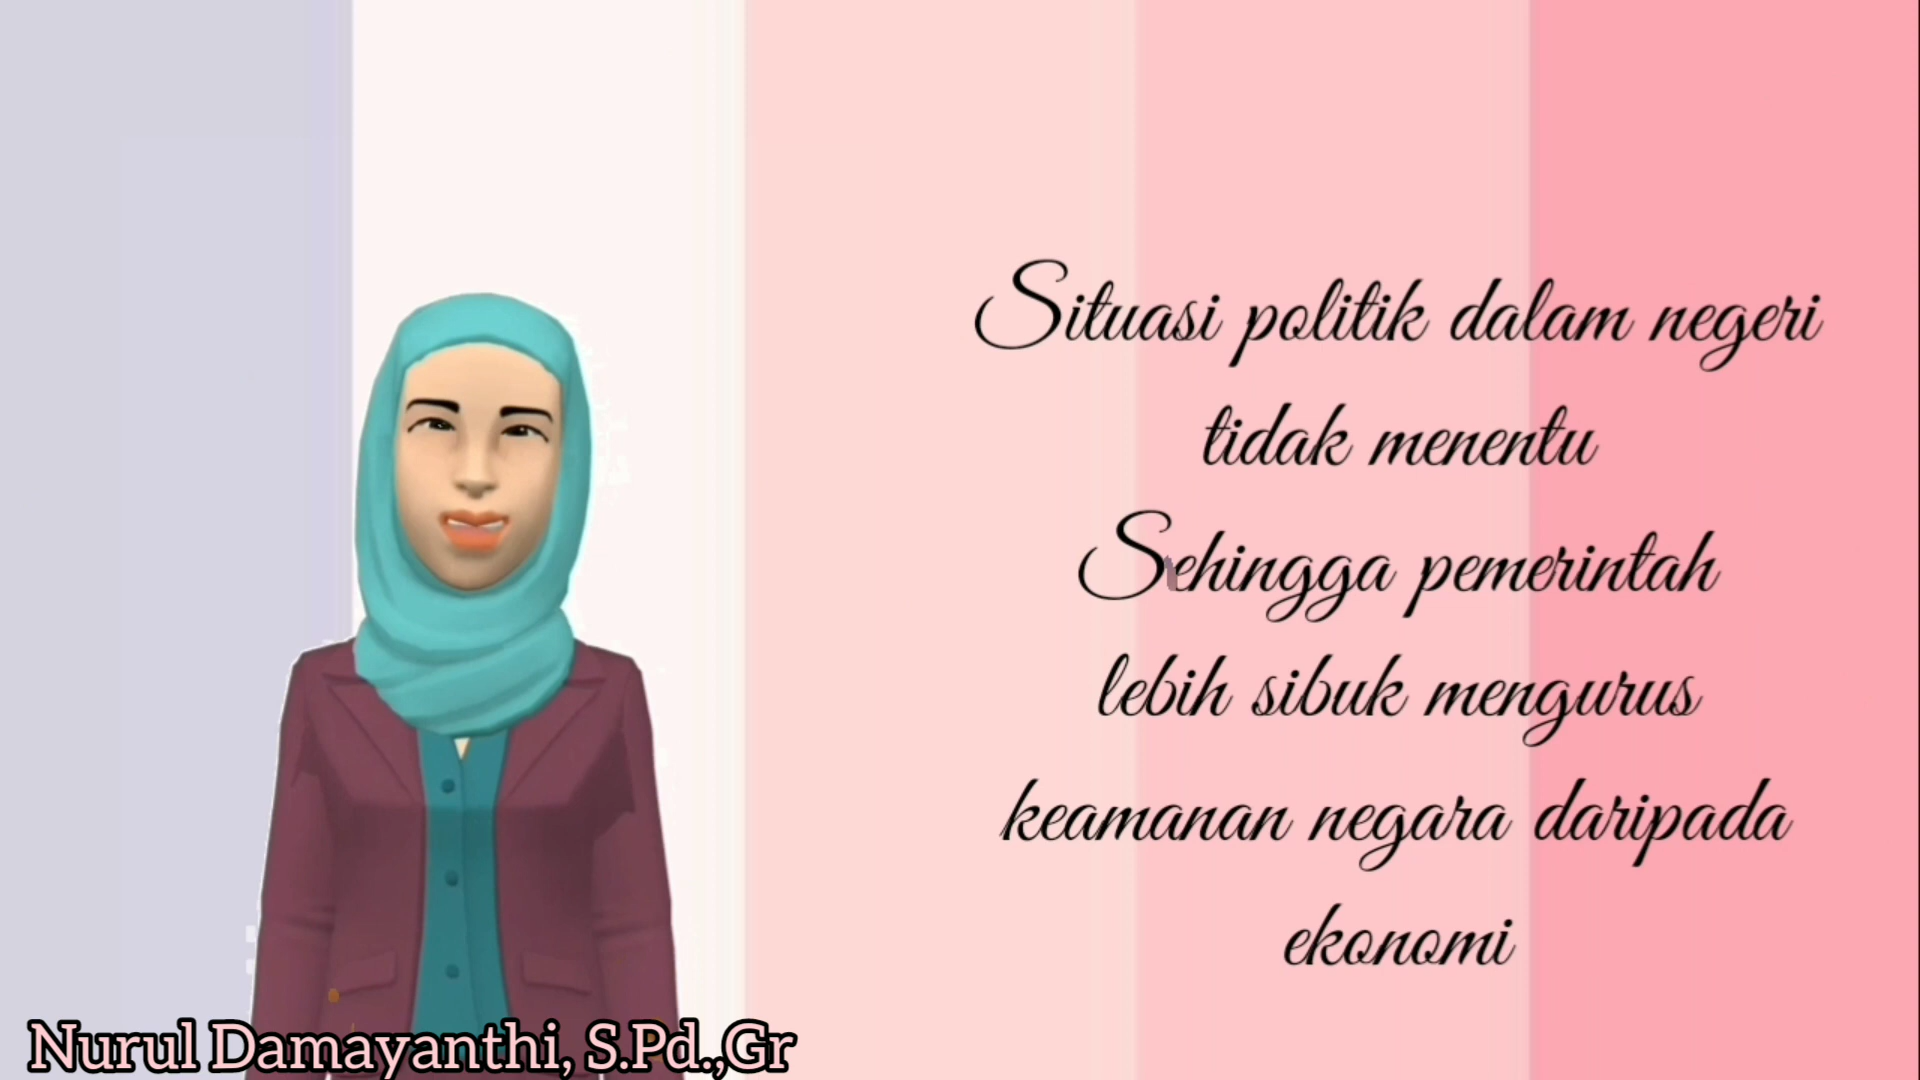 Situasi politik dalam negeri
tidak menentu
Sehingga pemerintah
lebih sibuk mengurus
keamanan negara daripada
ekonomi
Nurul Damayanthi, S.Pd.,Gr